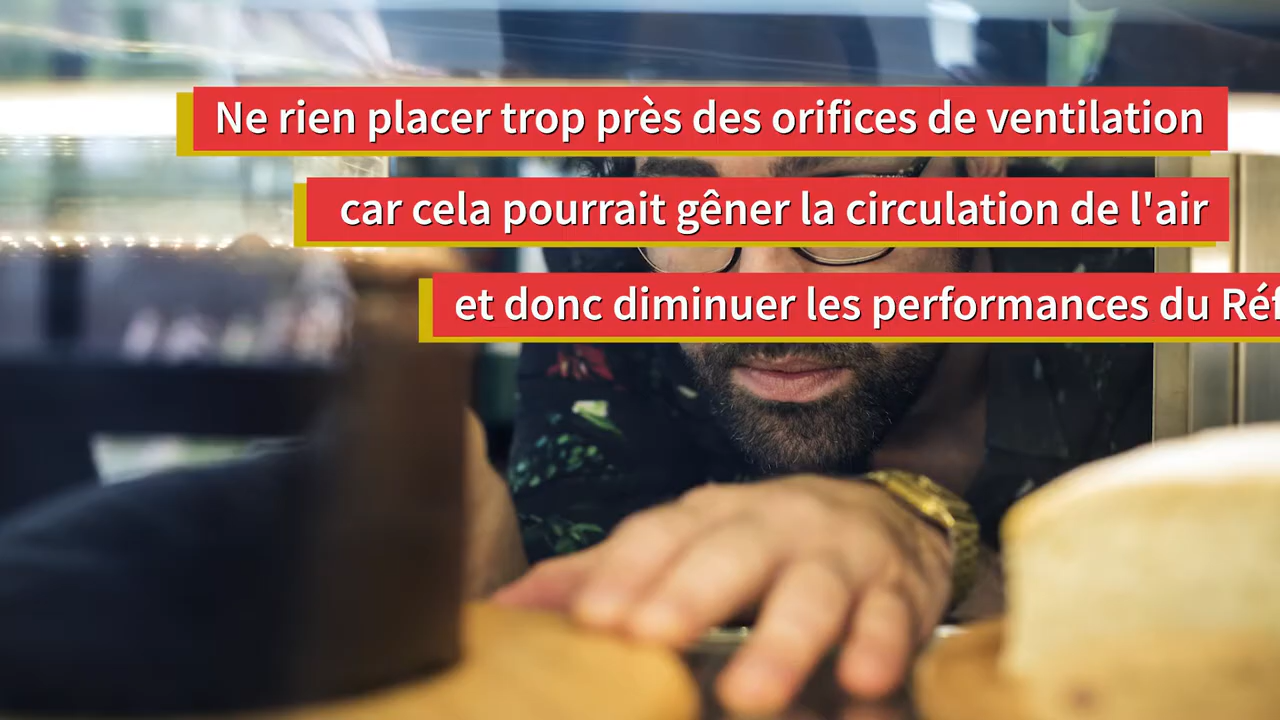 Ne rien placer trop près des orifices de ventilation
car cela pourrait gêner la circulation de l'air
et donc diminuer les performances du